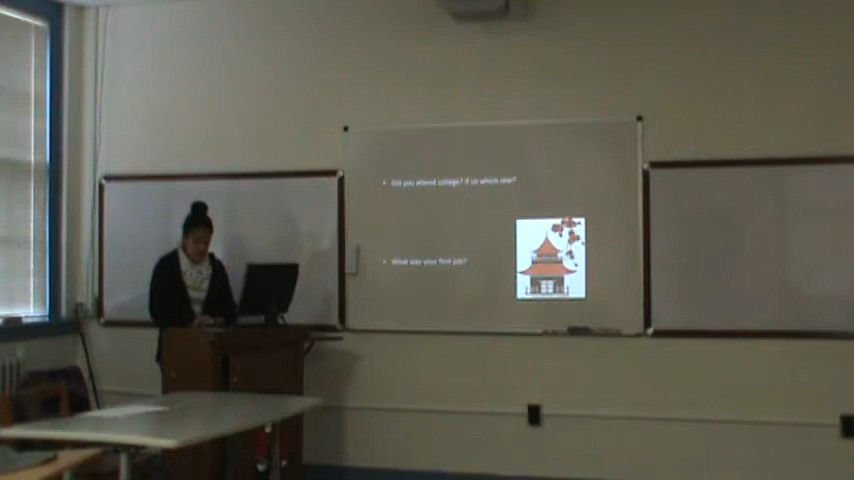 • Did you attend college? If so which one?
• What was your first job?